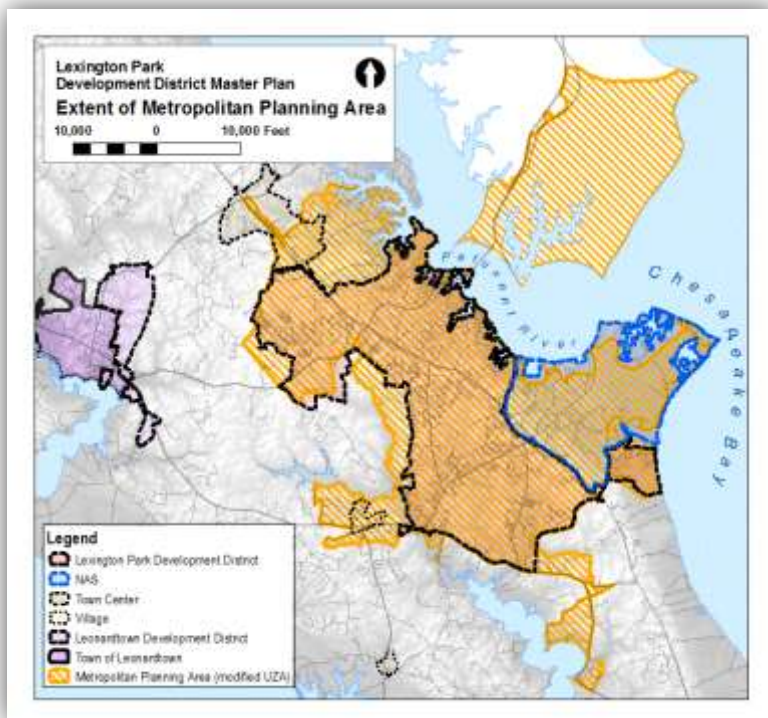 Lexington Park
Development District Master Plan
Extent of Metropolitan Planning Area
10,000 0 10,000 Feet
Patuxent River
Chesapeake Bay
Legend
Lexington Park Development District
NAS
Town Center
Village
Leonardtown Development District
Town of Leonardtown
Metropolitan Planning Area (modified UZA)